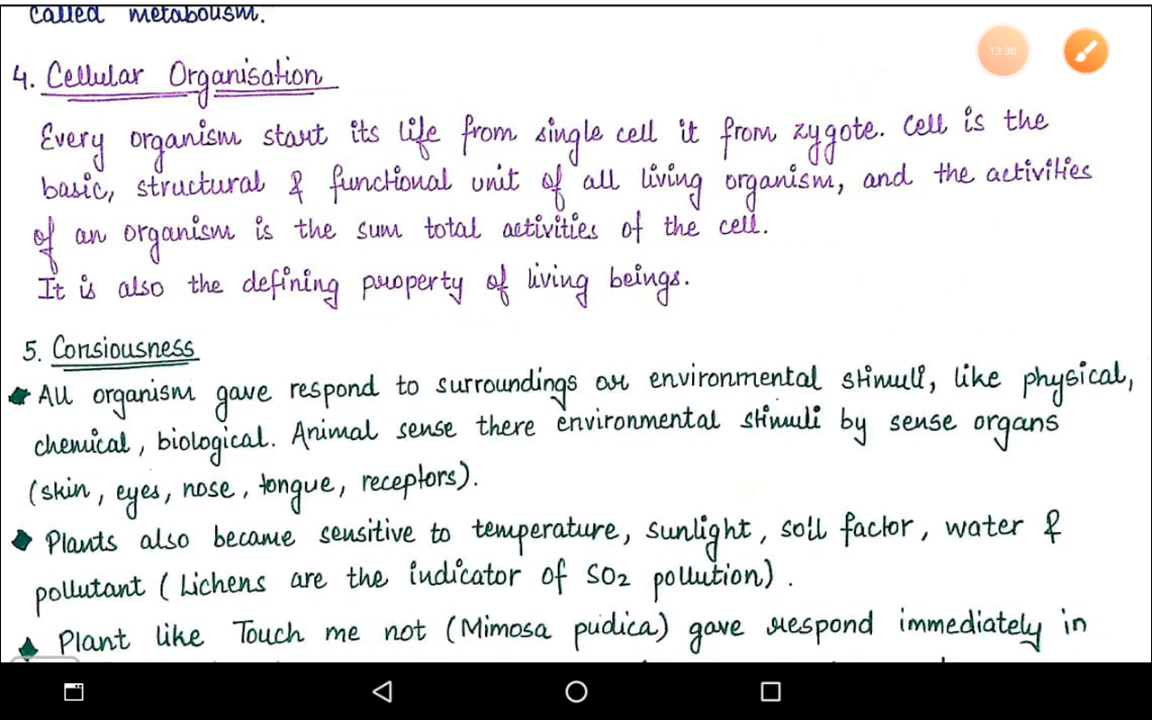 called metabolism.
13:30
4. Cellular Organisation
Every organism start its life from single cell it from zygote. Cell is the
basic, structural & functional unit of all living organism, and the activities
of an organism is the sum total activities of the cell.
It is also the defining property of living beings.
5. Consiousness
All organism gave respond to surroundings or environmental stimuli, like physical,
chemical, biological. Animal sense there environmental stimuli by sense organs
(skin, eyes, nose, tongue, receptors).
Plants also became sensitive to temperature, sunlight, soil factor, water &
pollutant (Lichens are the indicator of SO2 pollution).
Plant like Touch me not (Mimosa pudica) gave respond immediately in